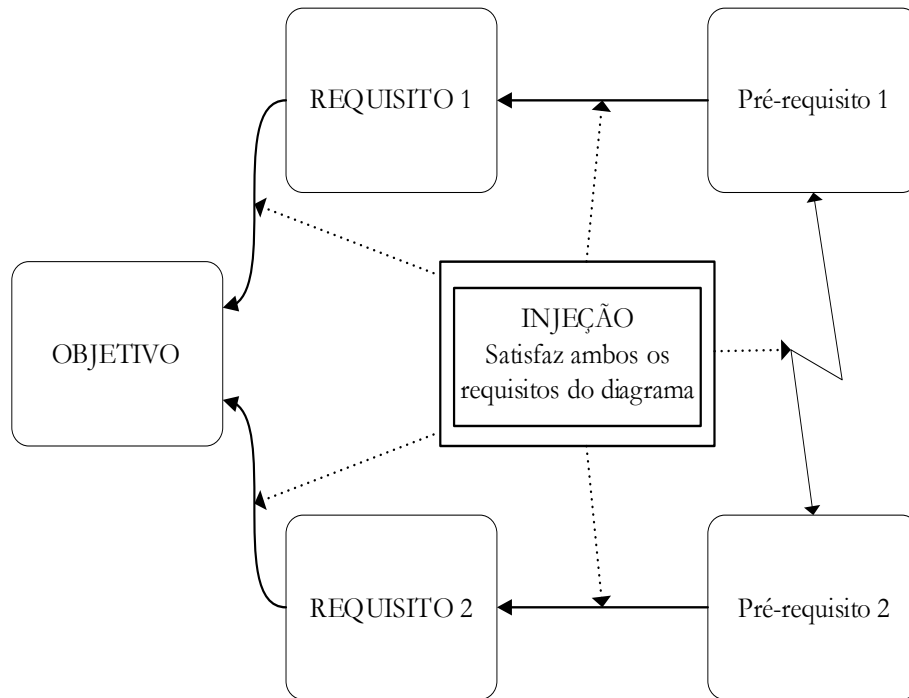 REQUISITO 1
Pré-requisito 1
OBJETIVO
INJEÇÃO
Satisfaz ambos os
requisitos do diagrama
REQUISITO 2
Pré-requisito 2